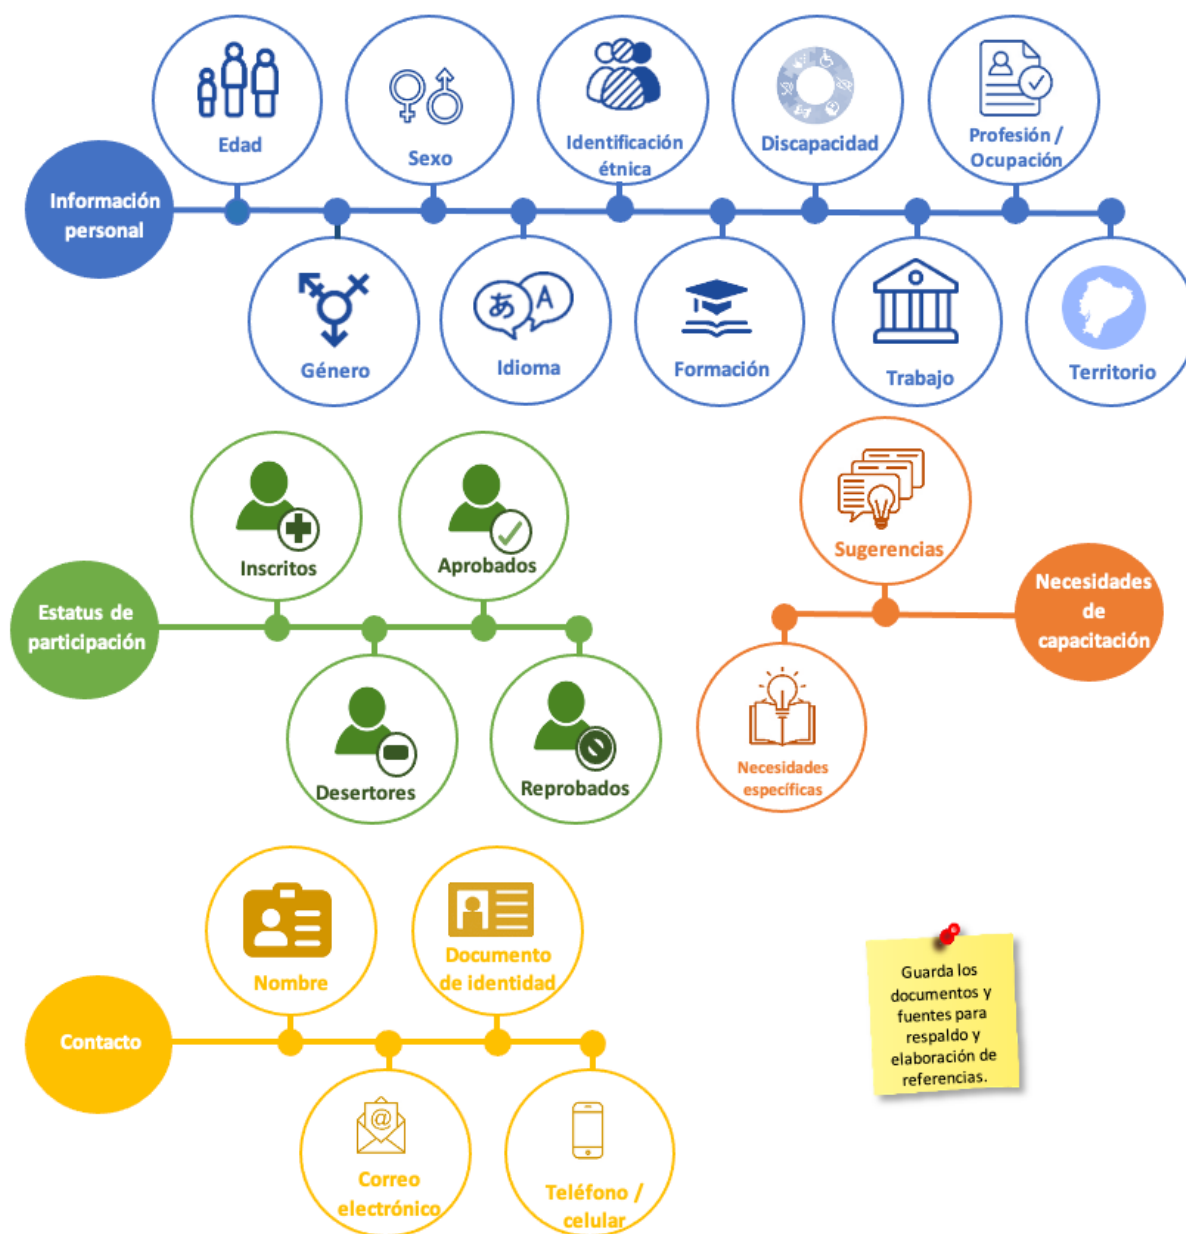 Edad
Sexo
Identificación
étnica
Discapacidad
Profesión /
Ocupación
Información
personal
Género
あ A
Idioma
Formación
Trabajo
Territorio
Inscritos
Aprobados
Estatus de
participación
Desertores
Reprobados
Sugerencias
Necesidades
de
capacitación
Necesidades
específicas
Nombre
Documento
de identidad
Contacto
@
Correo
electrónico
Teléfono /
celular
Guarda los
documentos y
fuentes para
respaldo y
elaboración de
referencias.